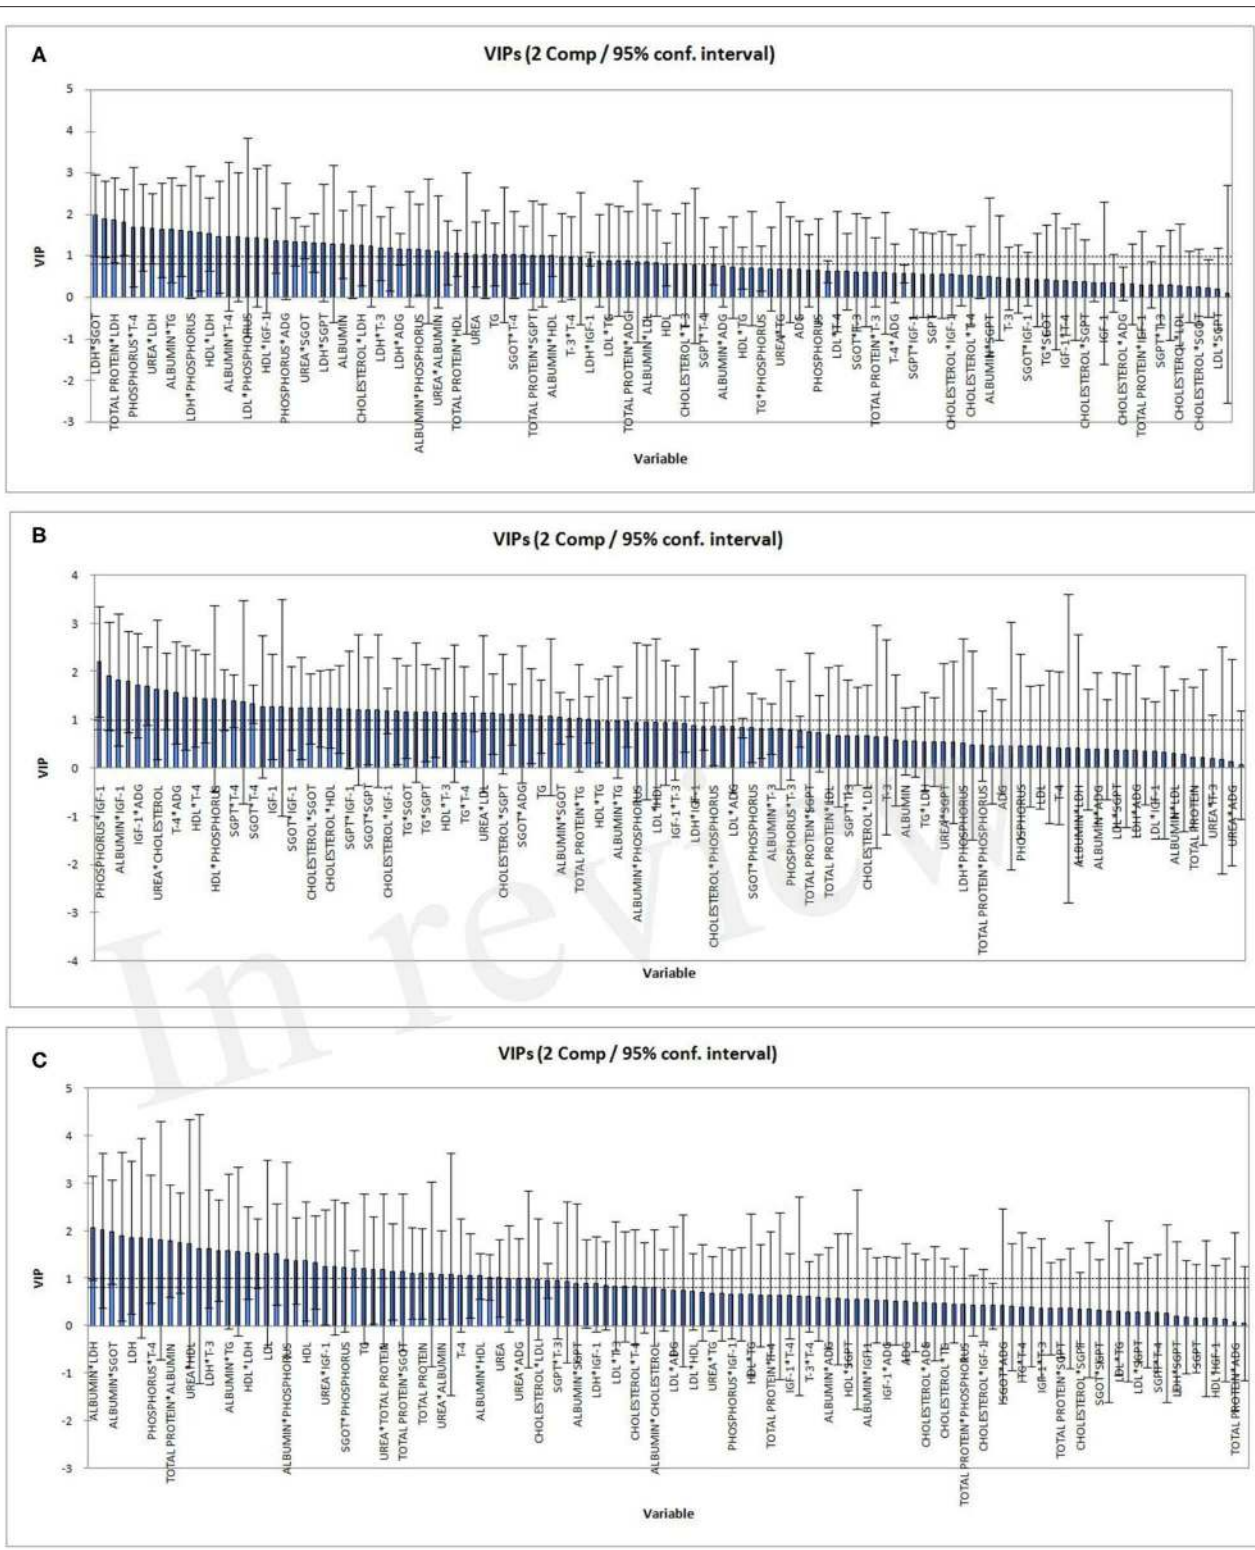 A
VIPs (2 Comp / 95% conf. interval)
5
4
3
2
1
0
-1
-2
-3
VIP
LDH*SGOT
TOTAL PROTEIN*LDH
PHOSPHORUS*T-4
UREA*LDH
ALBUMIN*TG
LDH*PHOSPHORUS
HDL*LDH
ALBUMIN*T-4
LDL*PHOSPHORUS
HDL*IGF-1
PHOSPHORUS*ADG
UREA*SGOT
LDH*SGPT
ALBUMIN
CHOLESTEROL*LDH
LDH*T-3
LDH*ADG
ALBUMIN*PHOSPHORUS
UREA*ALBUMIN
TOTAL PROTEIN*HDL
UREA
TG
SGOT*T-4
TOTAL PROTEIN*SGPT
ALBUMIN*HDL
T-3*T-4
LDH*IGF-1
LDL*TG
TOTAL PROTEIN*ADG
ALBUMIN*LDL
HDL
CHOLESTEROL*T-3
SGPT*T-4
ALBUMIN*ADG
HDL*TG
TG*PHOSPHORUS
UREA*TG
ADG
PHOSPHORUS
LDL*T-4
SGOT*T-3
TOTAL PROTEIN*T-3
T-4*ADG
SGPT*IGF-1
SGPT
CHOLESTEROL*IGF-1
CHOLESTEROL*T-4
ALBUMIN*SGPT
T-3
SGOT*IGF-1
TG*SGOT
IGF-1*T-4
CHOLESTEROL*SGPT
IGF-1
CHOLESTEROL*ADG
TOTAL PROTEIN*IGF-1
SGPT*T-3
CHOLESTEROL*LDL
CHOLESTEROL*SGOT
LDL*SGPT
Variable
B
VIPs (2 Comp / 95% conf. interval)
4
3
2
1
0
-1
-2
-3
-4
VIP
PHOSPHORUS*IGF-1
ALBUMIN*IGF-1
IGF-1*ADG
UREA*CHOLESTEROL
T-4*ADG
HDL*T-4
HDL*PHOSPHORUS
SGPT*T-4
SGOT*T-4
IGF-1
SGOT*IGF-1
CHOLESTEROL*SGOT
CHOLESTEROL*HDL
SGPT*IGF-1
SGOT*SGPT
CHOLESTEROL*IGF-1
TG*SGOT
TG*SGPT
HDL*T-3
TG*T-4
UREA*LDL
CHOLESTEROL*SGPT
SGOT*ADG
TG
ALBUMIN*SGOT
TOTAL PROTEIN*TG
HDL*TG
ALBUMIN*TG
ALBUMIN*PHOSPHORUS
LDL*HDL
IGF-1*T-3
LDH*IGF-1
CHOLESTEROL*PHOSPHORUS
LDL*ADG
SGOT*PHOSPHORUS
ALBUMIN*T-3
PHOSPHORUS*T-3
TOTAL PROTEIN*SGPT
TOTAL PROTEIN*LDL
SGPT*T-3
CHOLESTEROL*LDL
T-3
ALBUMIN
TG*LDH
UREA*SGPT
LDH*PHOSPHORUS
TOTAL PROTEIN*PHOSPHORUS
ADG
PHOSPHORUS
LDL
T-4
ALBUMIN*LDH
ALBUMIN*ADG
LDL*SGPT
LDH*ADG
LDL*IGF-1
ALBUMIN*LDL
TOTAL PROTEIN
UREA*T-3
UREA*ADG
Variable
C
VIPs (2 Comp / 95% conf. interval)
5
4
3
2
1
0
-1
-2
-3
VIP
ALBUMIN*LDH
ALBUMIN*SGOT
LDH
PHOSPHORUS*T-4
TOTAL PROTEIN*ALBUMIN
UREA*HDL
LDH*T-3
ALBUMIN*TG
HDL*LDH
LDL
ALBUMIN*PHOSPHORUS
HDL
UREA*IGF-1
SGOT*PHOSPHORUS
TG
UREA*TOTAL PROTEIN
TOTAL PROTEIN*SGOT
TOTAL PROTEIN
UREA*ALBUMIN
T-4
ALBUMIN*HDL
UREA
UREA*ADG
CHOLESTEROL*LDL
SGPT*T-3
ALBUMIN*SGPT
LDH*IGF-1
LDL*T-3
CHOLESTEROL*T-4
ALBUMIN*CHOLESTEROL
LDL*ADG
LDL*HDL
UREA*TG
PHOSPHORUS*IGF-1
HDL*TG
TOTAL PROTEIN*T-4
IGF-1*T-4
T-3*T-4
ALBUMIN*ADG
HDL*SGPT
ALBUMIN*IGF-1
IGF-1*ADG
ADG
CHOLESTEROL*ADG
CHOLESTEROL*TG
TOTAL PROTEIN*PHOSPHORUS
CHOLESTEROL*IGF-1
SGOT*ADG
TG*T-4
IGF-1*T-3
TOTAL PROTEIN*SGPT
CHOLESTEROL*SGPT
SGOT*SGPT
LDL*TG
LDL*SGPT
SGPT*T-4
LDH*SGPT
SGPT
HDL*IGF-1
TOTAL PROTEIN*ADG
Variable
In review